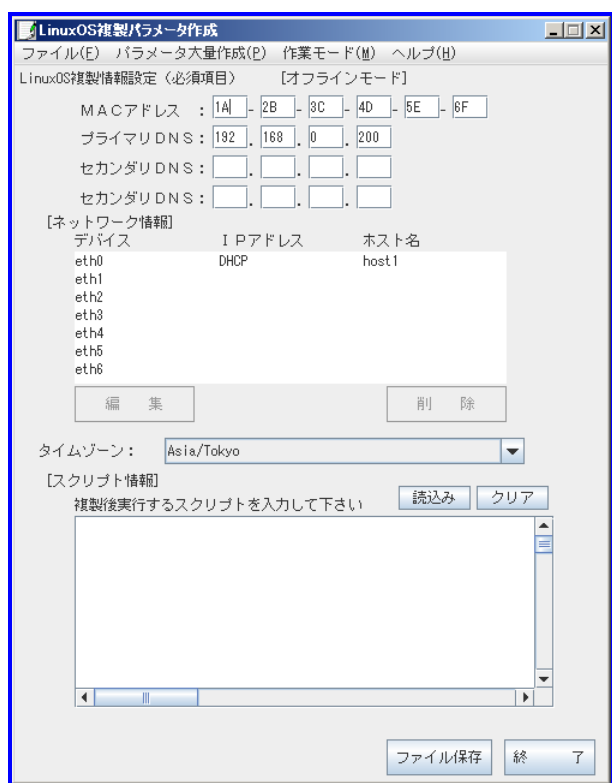 LinuxOS複製パラメータ作成
ファイル(F) パラメータ大量作成(P) 作業モード(M) ヘルプ(H)
LinuxOS複製情報設定(必須項目) [オフラインモード]
MACアドレス : 1A - 2B - 3C - 4D - 5E - 6F
プライマリDNS: 192 . 168 . 0 . 200
セカンダリDNS: . . .
セカンダリDNS: . . .
[ネットワーク情報]
デバイス IPアドレス ホスト名
eth0 DHCP host1
eth1
eth2
eth3
eth4
eth5
eth6
編 集 削 除
タイムゾーン: Asia/Tokyo
[スクリプト情報]
複製後実行するスクリプトを入力して下さい 読込み クリア
ファイル保存 終 了